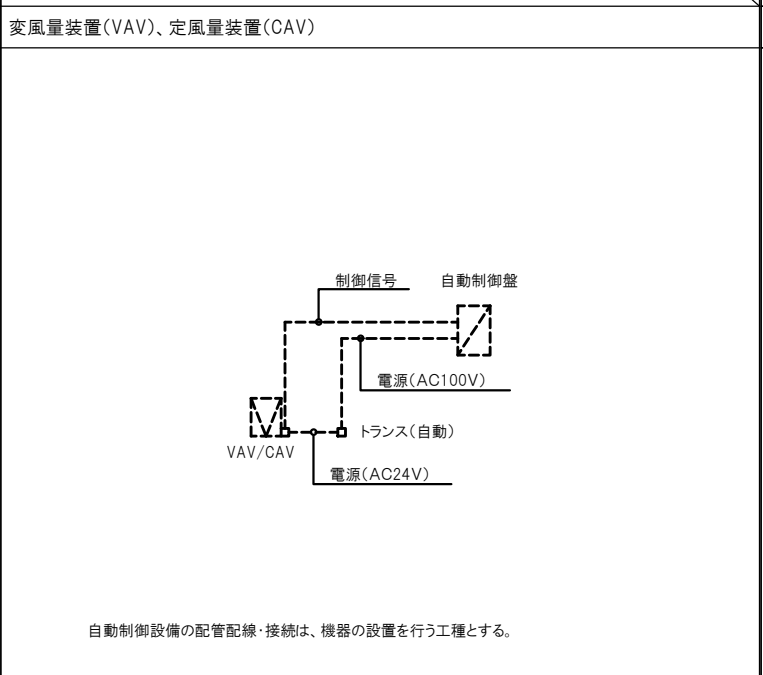 変風量装置(VAV)、定風量装置(CAV)
制御信号
自動制御盤
電源(AC100V)
トランス(自動)
VAV/CAV
電源(AC24V)
自動制御設備の配管配線・接続は、機器の設置を行う工種とする。